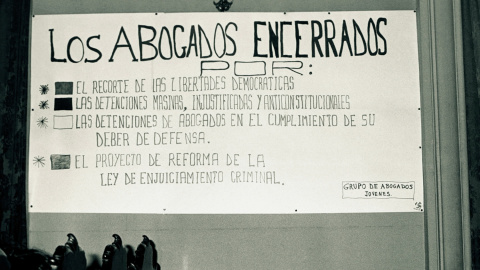 LOS ABOGADOS ENCERRADOS
POR:
EL RECORTE DE LAS LIBERTADES DEMOCRATICAS
LAS DETENCIONES MASIVAS, INJUSTIFICADAS Y ANTICONSTITUCIONALES
LAS DETENCIONES DE ABOGADOS EN EL CUMPLIMIENTO DE SU
DEBER DE DEFENSA.
EL PROYECTO DE REFORMA DE LA
LEY DE ENJUICIAMIENTO CRIMINAL.
GRUPO DE ABOGADOS
JOVENES.